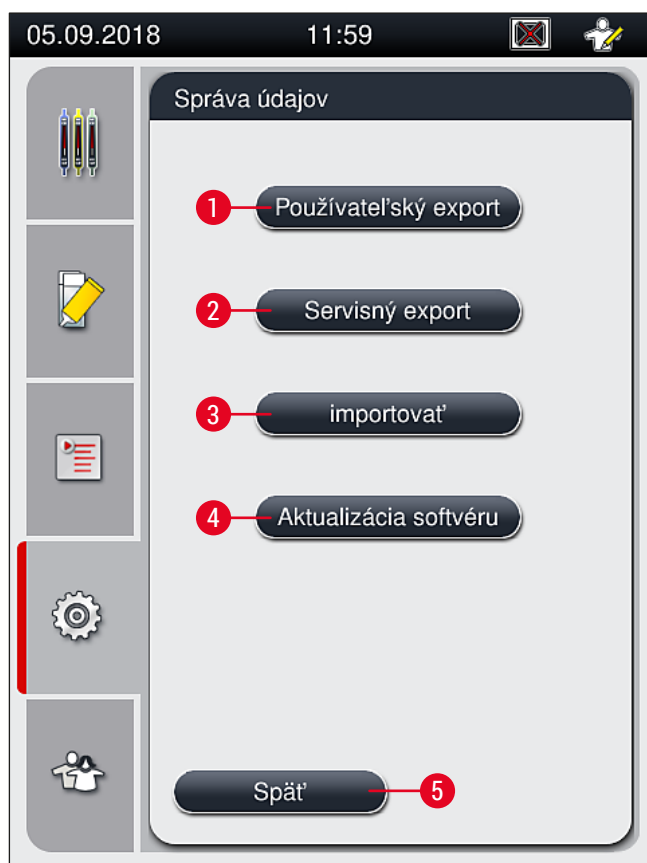 05.09.2018 11:59
Správa údajov
1 Používateľský export
2 Servisný export
3 importovať
4 Aktualizácia softvéru
Späť 5